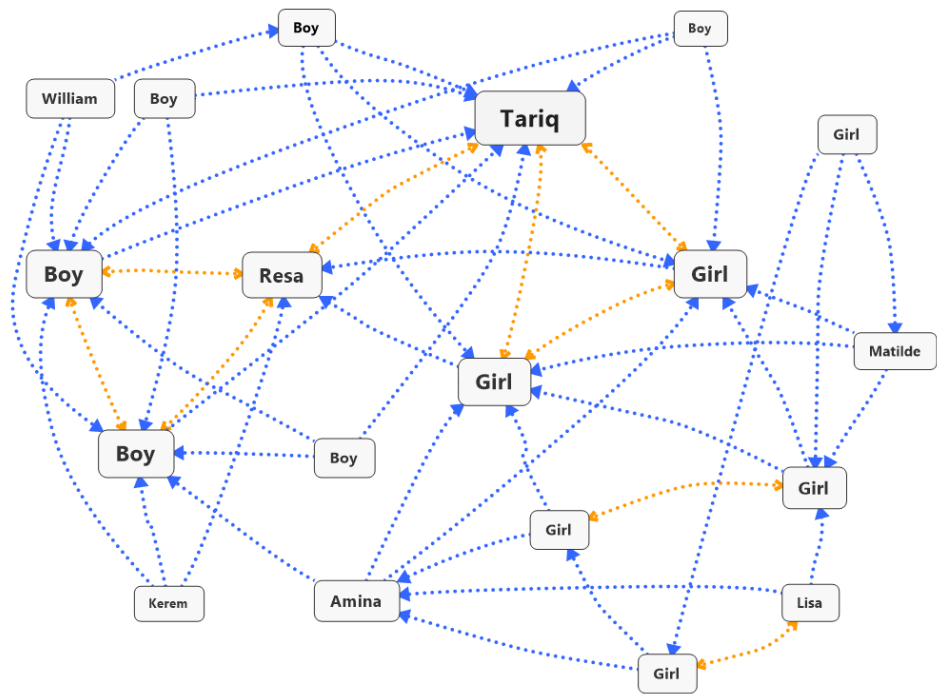 Boy
Boy
William
Boy
Tariq
Girl
Boy
Resa
Girl
Matilde
Girl
Boy
Boy
Girl
Girl
Kerem
Amina
Lisa
Girl